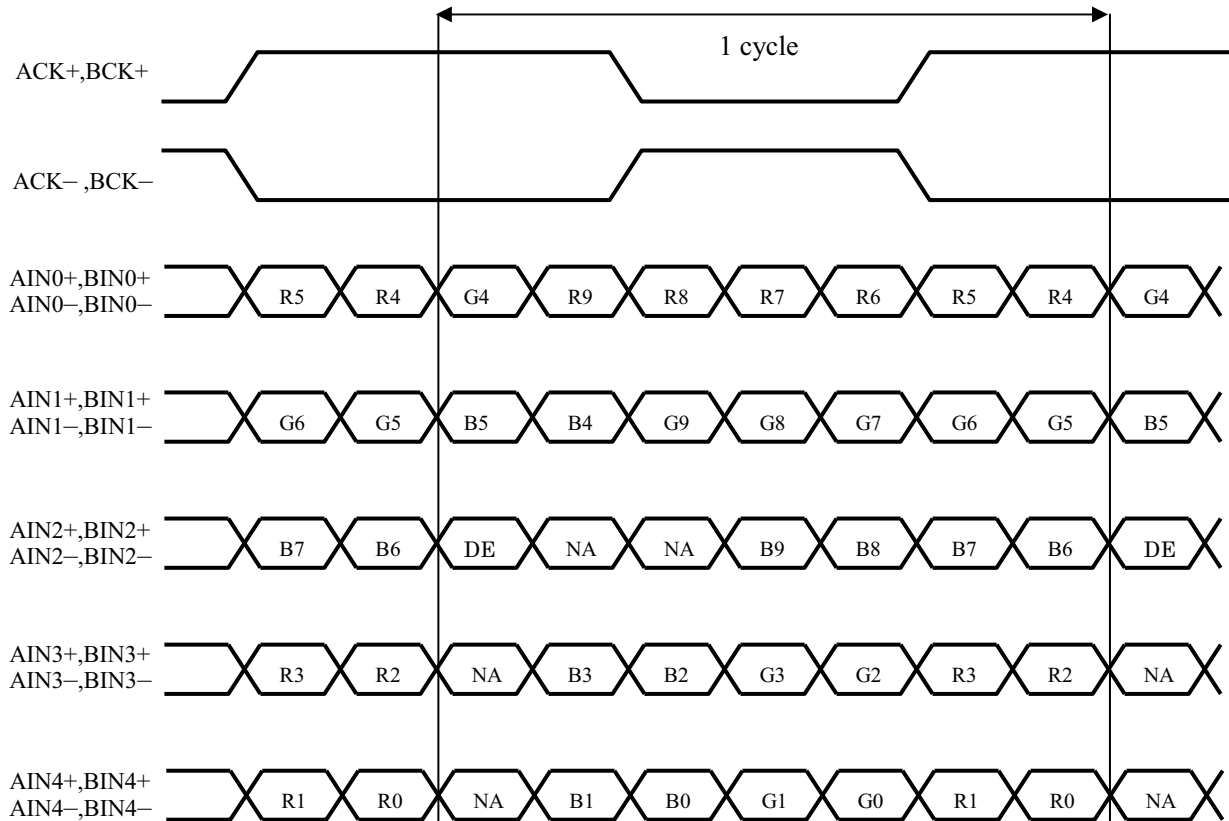 1 cycle
ACK+,BCK+
ACK− ,BCK−
AIN0+,BIN0+
AIN0−,BIN0−
R5 R4 G4 R9 R8 R7 R6 R5 R4 G4
AIN1+,BIN1+
AIN1−,BIN1−
G6 G5 B5 B4 G9 G8 G7 G6 G5 B5
AIN2+,BIN2+
AIN2−,BIN2−
B7 B6 DE NA NA B9 B8 B7 B6 DE
AIN3+,BIN3+
AIN3−,BIN3−
R3 R2 NA B3 B2 G3 G2 R3 R2 NA
AIN4+,BIN4+
AIN4−,BIN4−
R1 R0 NA B1 B0 G1 G0 R1 R0 NA